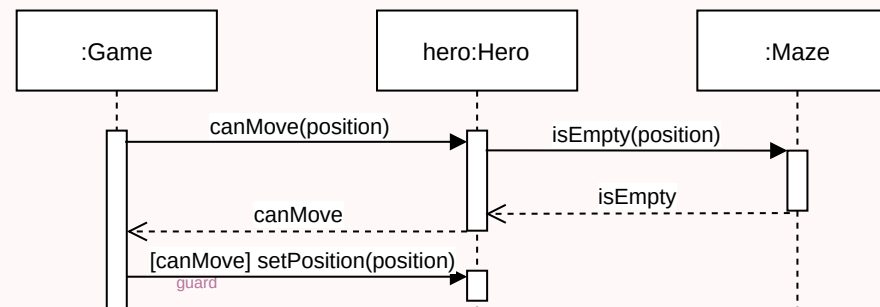 :Game
hero:Hero
:Maze
canMove(position)
isEmpty(position)
isEmpty
canMove
[canMove] setPosition(position)
guard